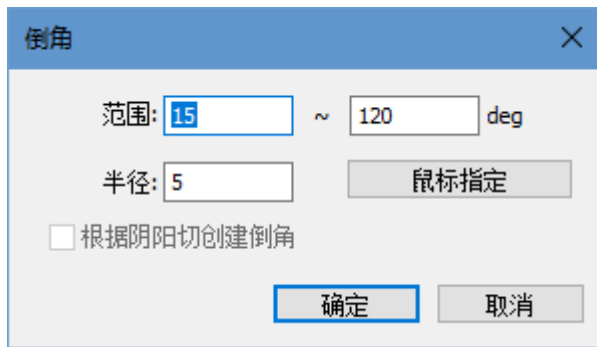 倒角
范围: 15 ~ 120 deg
半径: 5 鼠标指定
根据阴阳切创建倒角
确定 取消